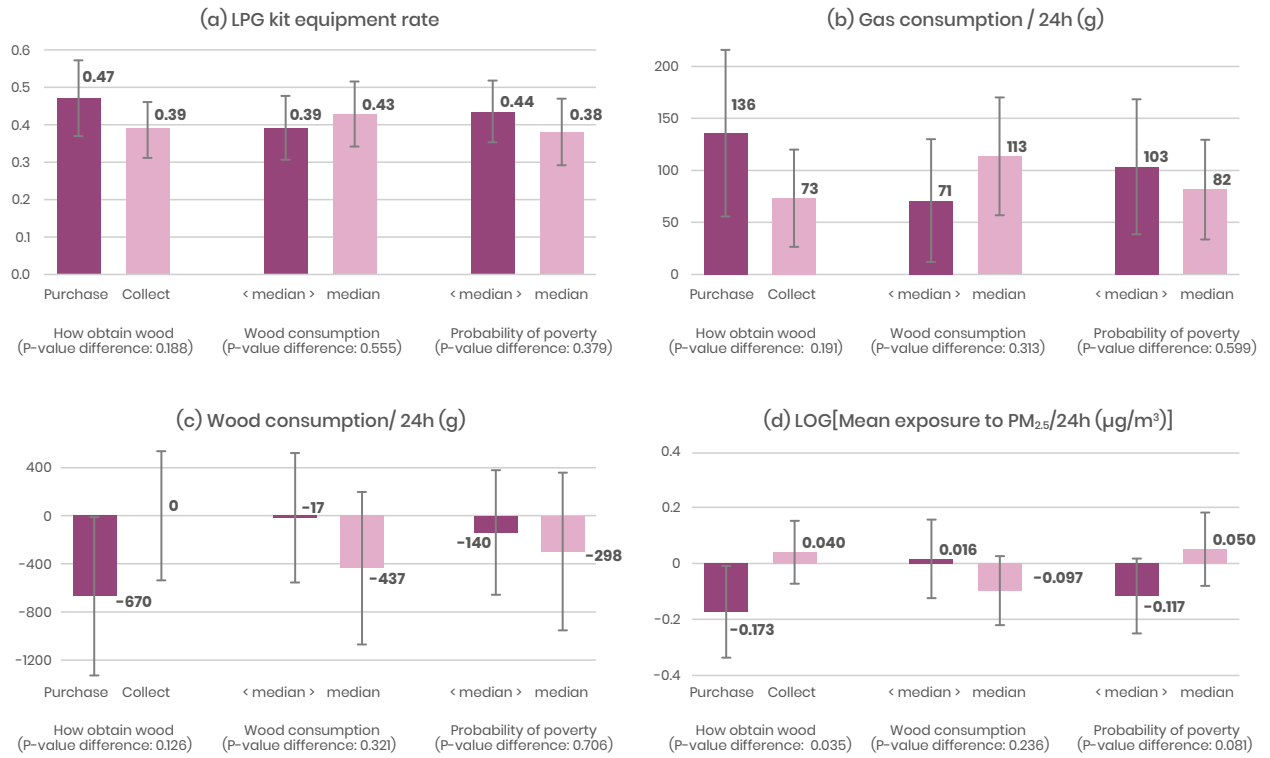 (a) LPG kit equipment rate
0.6
0.5
0.4
0.3
0.2
0.1
0.0
0.47
0.39
0.39
0.43
0.44
0.38
Purchase Collect < median > median < median > median
How obtain wood Wood consumption Probability of poverty
(P-value difference: 0.188) (P-value difference: 0.555) (P-value difference: 0.379)
(b) Gas consumption / 24h (g)
200
150
100
50
0
136
73
71
113
103
82
Purchase Collect < median > median < median > median
How obtain wood Wood consumption Probability of poverty
(P-value difference: 0.191) (P-value difference: 0.313) (P-value difference: 0.599)
(c) Wood consumption/ 24h (g)
400
0
-400
-800
-1200
-670
0
-17
-437
-140
-298
Purchase Collect < median > median < median > median
How obtain wood Wood consumption Probability of poverty
(P-value difference: 0.126) (P-value difference: 0.321) (P-value difference: 0.706)
(d) LOG[Mean exposure to PM₂.₅/24h (µg/m³)]
0.4
0.2
0
-0.2
-0.4
-0.173
0.040
0.016
-0.097
-0.117
0.050
Purchase Collect < median > median < median > median
How obtain wood Wood consumption Probability of poverty
(P-value difference: 0.035) (P-value difference: 0.236) (P-value difference: 0.081)